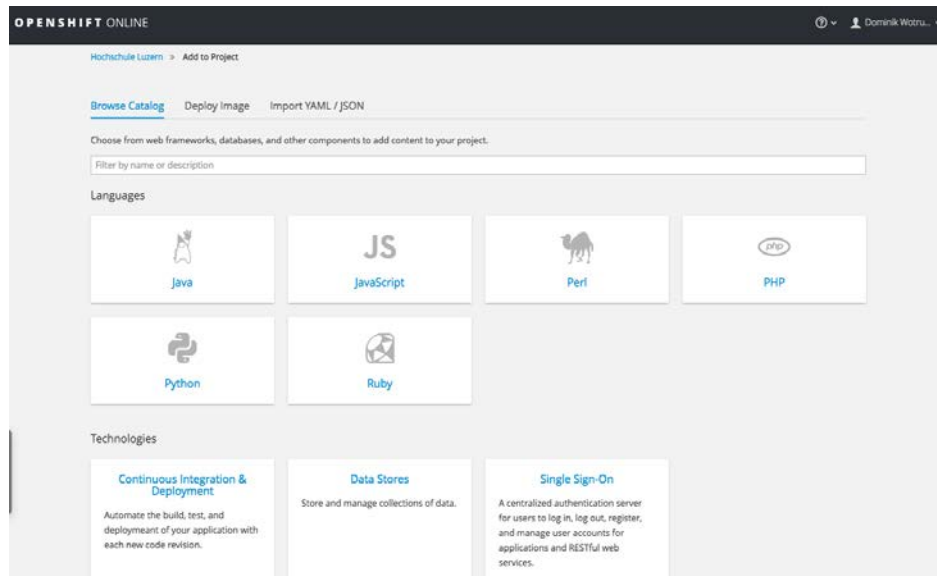 OPENSHIFT ONLINE
Dominik Wotru...
Hochschule Luzern » Add to Project
Browse Catalog Deploy Image Import YAML / JSON
Choose from web frameworks, databases, and other components to add content to your project.
Filter by name or description
Languages
Java
JS
JavaScript
Perl
php
PHP
Python
Ruby
Technologies
Continuous Integration &
Deployment
Automate the build, test, and
deploymeant of your application with
each new code revision.
Data Stores
Store and manage collections of data.
Single Sign-On
A centralized authentication server
for users to log in, log out, register,
and manage user accounts for
applications and RESTful web
services.